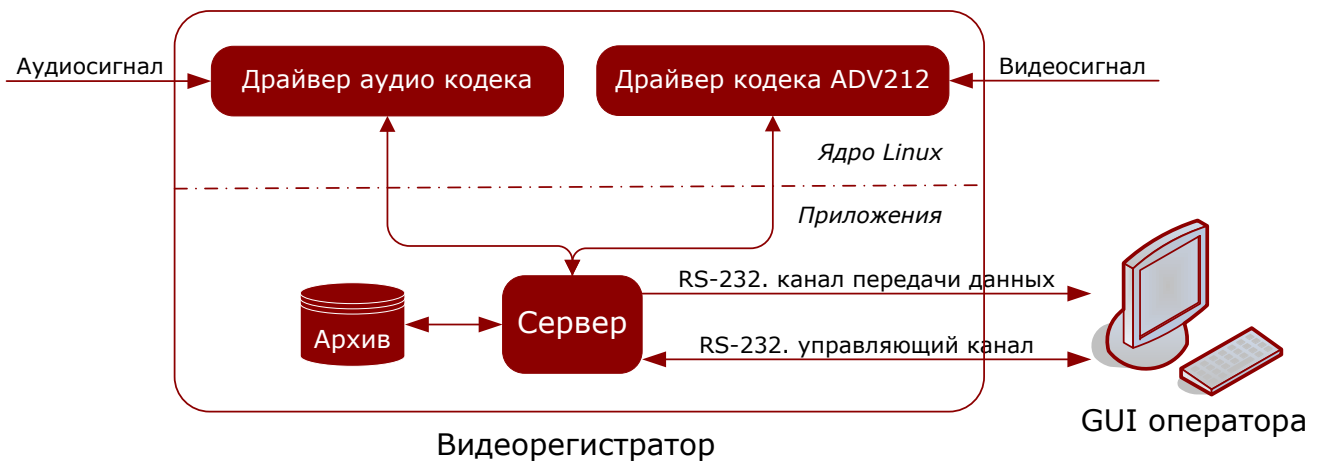 Аудиосигнал
Драйвер аудио кодека
Драйвер кодека ADV212
Видеосигнал
Ядро Linux
Приложения
RS-232. канал передачи данных
Архив
Сервер
RS-232. управляющий канал
GUI оператора
Видеорегистратор